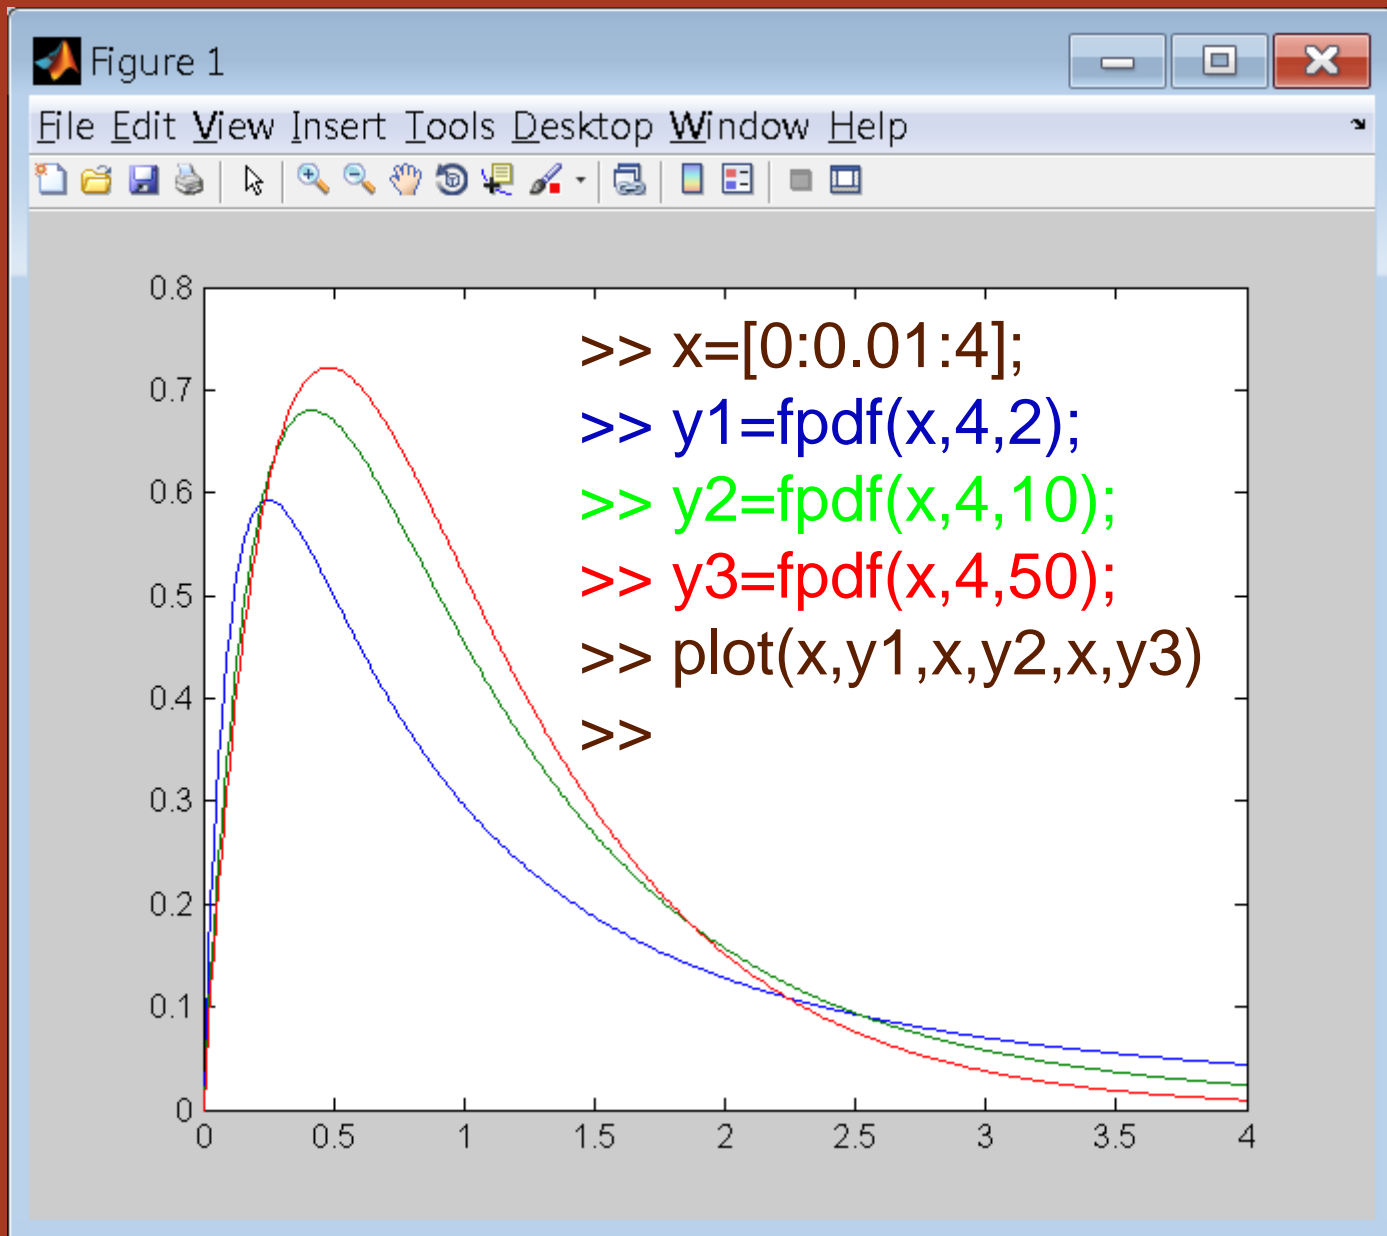 Figure 1
File Edit View Insert Tools Desktop Window Help
0.8
0.7
0.6
0.5
0.4
0.3
0.2
0.1
0
>> x=[0:0.01:4];
>> y1=fpdf(x,4,2);
>> y2=fpdf(x,4,10);
>> y3=fpdf(x,4,50);
>> plot(x,y1,x,y2,x,y3)
>>
0 0.5 1 1.5 2 2.5 3 3.5 4